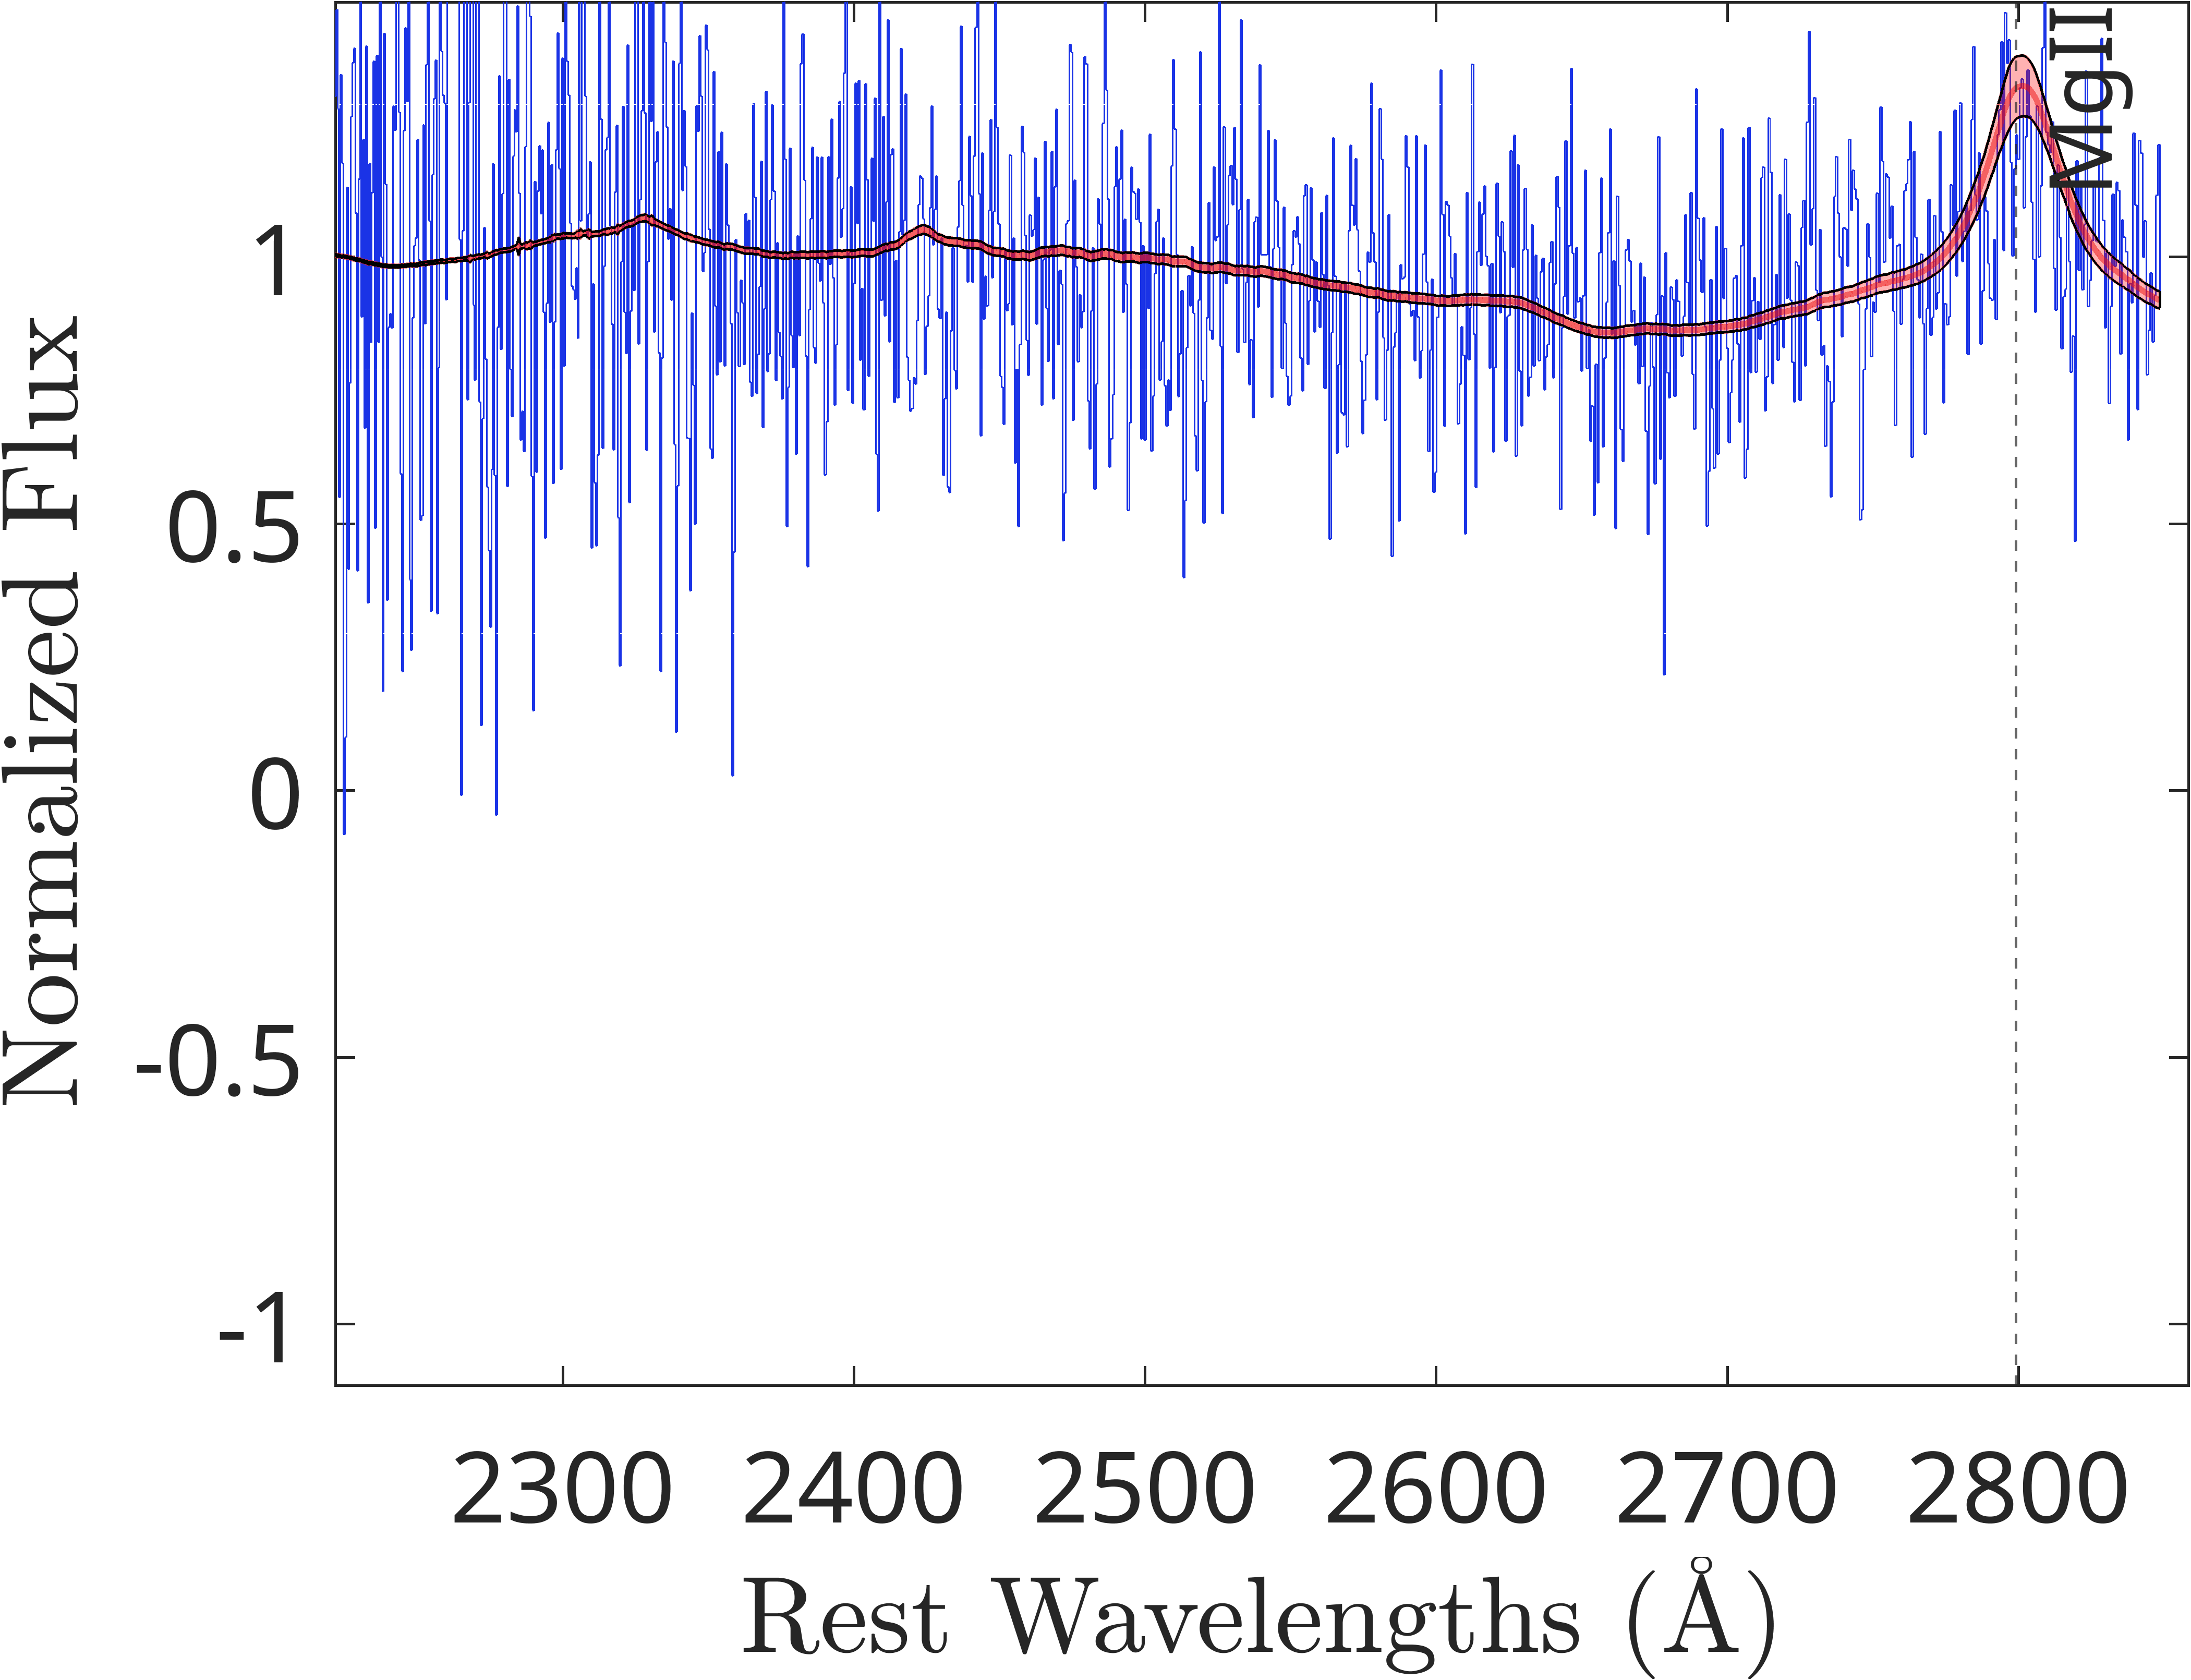 MgII
Normalized Flux
1
0.5
0
-0.5
-1
2300 2400 2500 2600 2700 2800
Rest Wavelengths (Å)